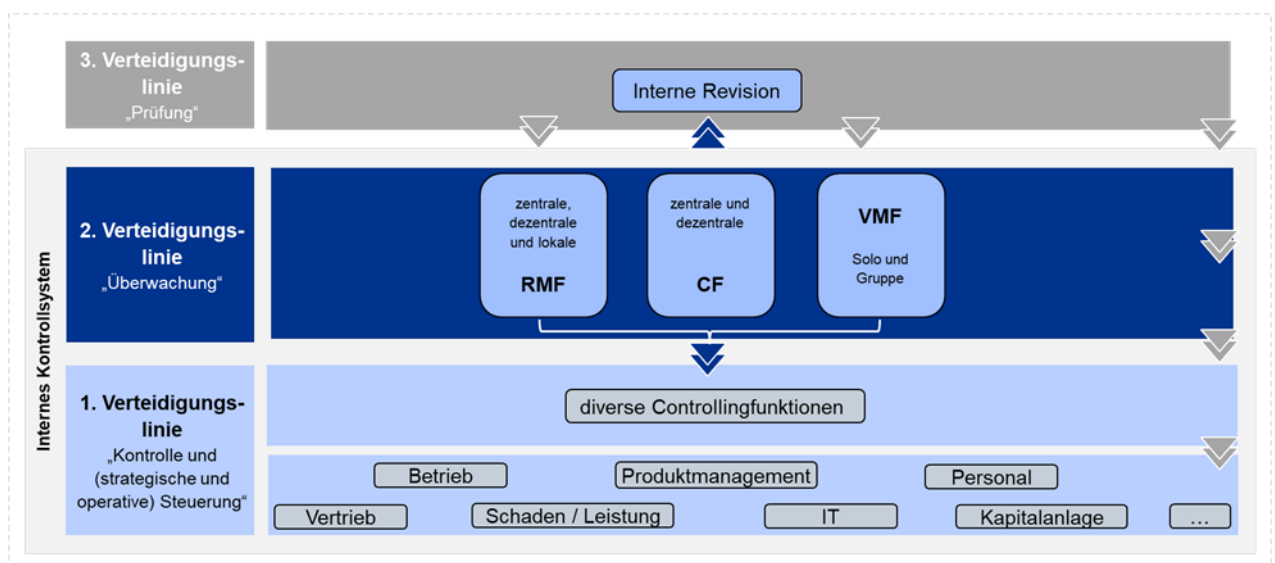 3. Verteidigungs-
linie
„Prüfung“
Interne Revision
Internes Kontrollsystem
2. Verteidigungs-
linie
„Überwachung“
zentrale,
dezentrale
und lokale
RMF
zentrale und
dezentrale
CF
VMF
Solo und
Gruppe
1. Verteidigungs-
linie
„Kontrolle und
(strategische und
operative) Steuerung“
diverse Controllingfunktionen
Betrieb
Produktmanagement
Personal
Vertrieb
Schaden / Leistung
IT
Kapitalanlage
...